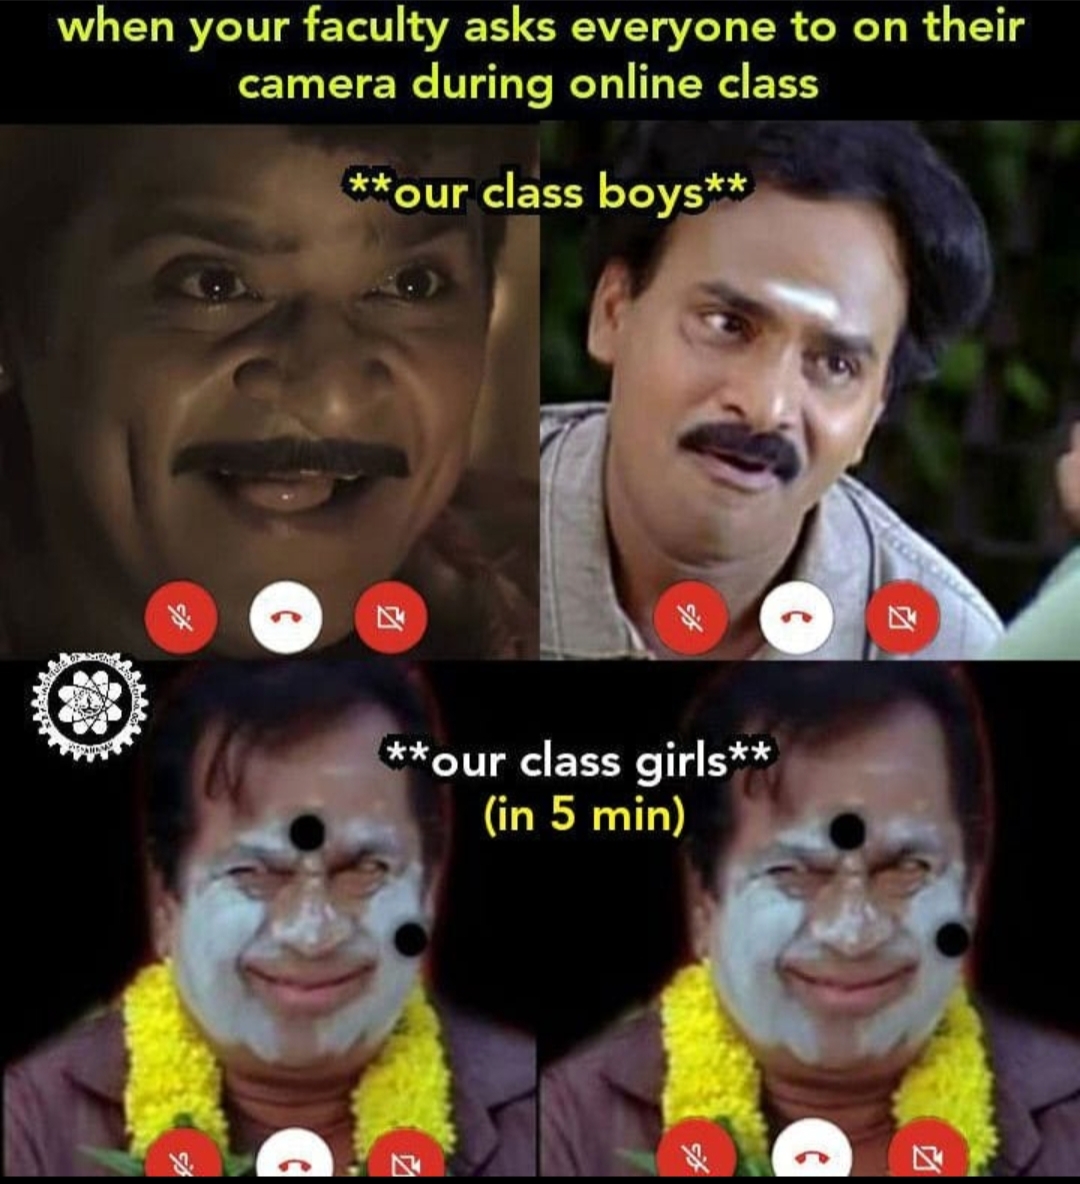 when your faculty asks everyone to on their
camera during online class
**our class boys**
**our class girls**
(in 5 min)